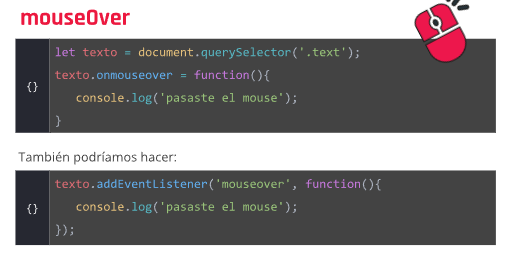 mouseOver
let texto = document.querySelector('.text');
texto.onmouseover = function(){
{}
console.log('pasaste el mouse');
}
También podríamos hacer:
texto.addEventListener('mouseover', function(){
{}
console.log('pasaste el mouse');
});